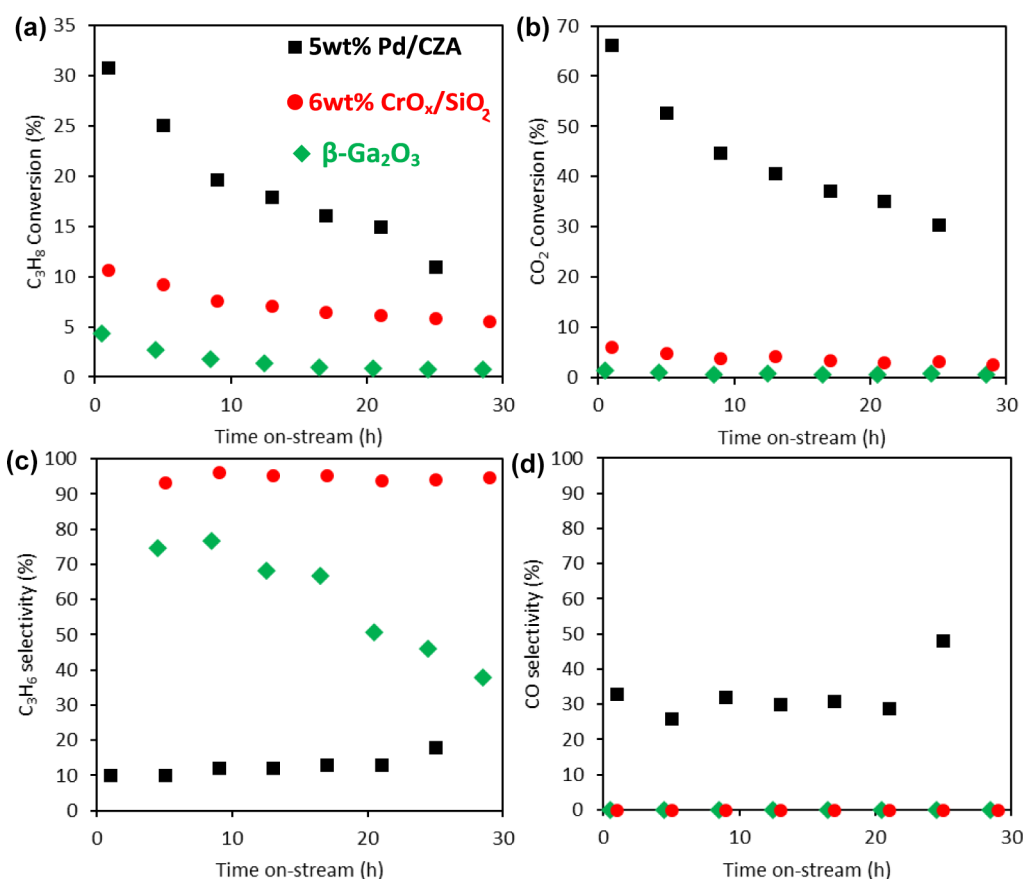 (a)
35
30
25
20
15
10
5
0
C₃H₈ Conversion (%)
5wt% Pd/CZA
6wt% CrOₓ/SiO₂
β-Ga₂O₃
0 10 20 30
Time on-stream (h)
(b)
70
60
50
40
30
20
10
0
CO₂ Conversion (%)
0 10 20 30
Time on-stream (h)
(c)
100
90
80
70
60
50
40
30
20
10
0
C₃H₆ selectivity (%)
0 10 20 30
Time on-stream (h)
(d)
100
90
80
70
60
50
40
30
20
10
0
CO selectivity (%)
0 10 20 30
Time on-stream (h)